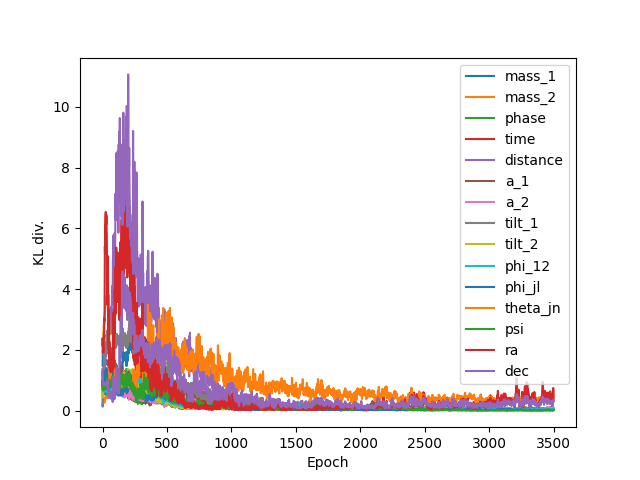 KL div.
10
8
6
4
2
0
0
500
1000
1500
2000
2500
3000
3500
Epoch
mass_1
mass_2
phase
time
distance
a_1
a_2
tilt_1
tilt_2
phi_12
phi_jl
theta_jn
psi
ra
dec